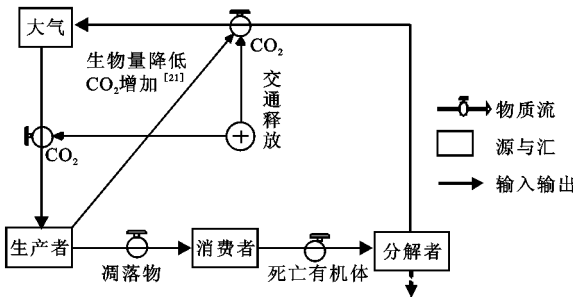 大气
CO₂
生物量降低
CO₂增加[21]
交通释放
CO₂
物质流
源与汇
输入输出
生产者
凋落物
消费者
死亡有机体
分解者